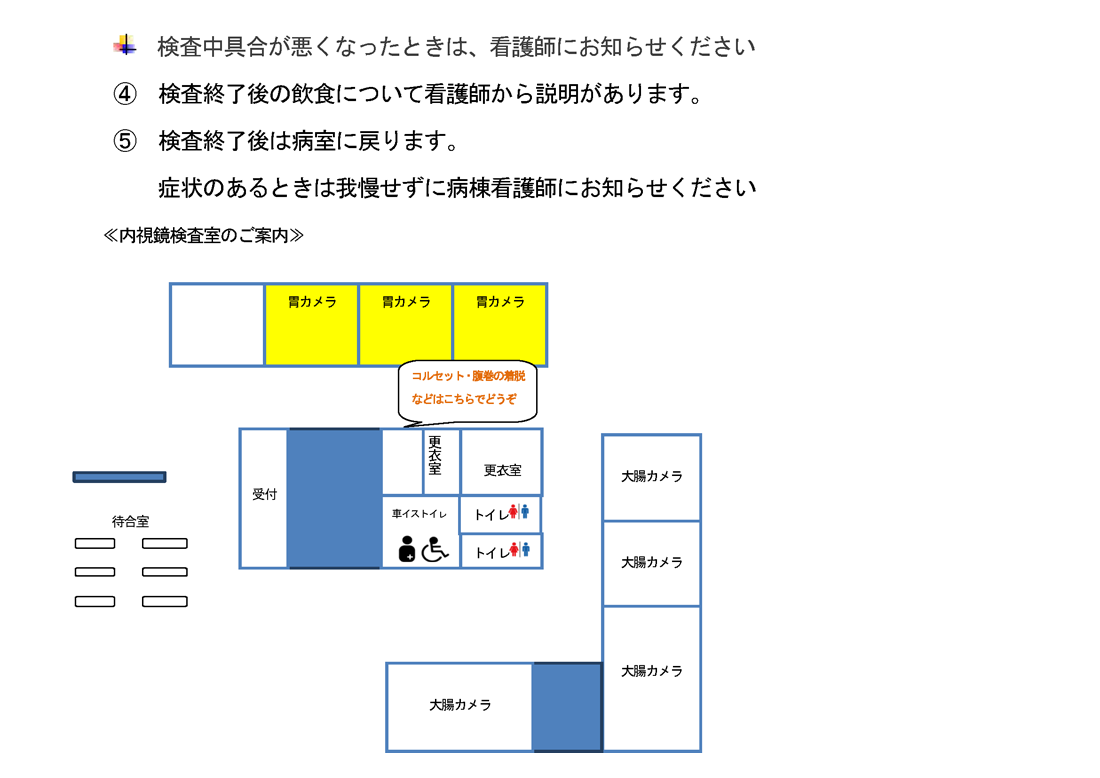 検査中具合が悪くなったときは、看護師にお知らせください
④ 検査終了後の飲食について看護師から説明があります。
⑤ 検査終了後は病室に戻ります。
症状のあるときは我慢せずに病棟看護師にお知らせください
≪内視鏡検査室のご案内≫
胃カメラ
胃カメラ
胃カメラ
コルセット・腹巻の着脱
などはこちらでどうぞ
更衣室
更衣室
受付
車イストイレ
トイレ
トイレ
待合室
大腸カメラ
大腸カメラ
大腸カメラ
大腸カメラ